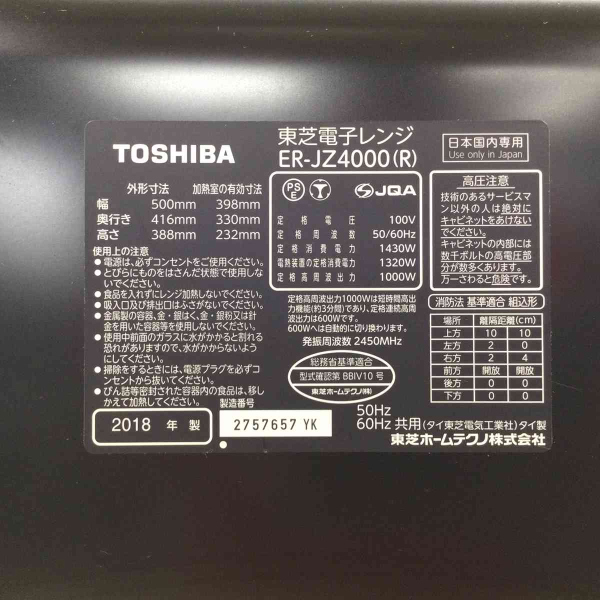 TOSHIBA
東芝電子レンジ
ER-JZ4000(R)
日本国内専用
Use only in Japan
外形寸法 加熱室の有効寸法
幅 500mm 398mm
奥行き 416mm 330mm
高さ 388mm 232mm
使用上の注意
●電源は、必ずコンセントをご使用ください。
●とびらにものをはさんだ状態で使用しないでください。
●食品を入れずにレンジ加熱しないでください。
●吸入口及び排出口はふさがないでください。
●金属製の容器、金・銀はく、金・銀粉又は針金を用いた容器等を使用しないでください。
●使用中前面のガラスに水がかかると割れる恐れがありますので、水がかからないようにしてください。
●掃除をするときには、電源プラグを必ずコンセントから抜いてください。
●びん詰等密封された容器内の食品は、移しかえて加熱してください。
PS E
JQA
定格電圧 100V
定格周波数 50/60Hz
定格消費電力 1430W
電熱装置の定格消費電力 1320W
定格高周波出力 1000W
定格高周波出力1000Wは短時間高出力機能(約3分間)であり、定格連続高周波出力は600Wです。
600Wへは自動的に切り換わります。
発振周波数 2450MHz
総務省基準適合
型式確認第 BBIV10 号
東芝ホームテクノ(株)
高圧注意
技術のあるサービスマン以外の人は絶対にキャビネットをあけないでください。
キャビネットの内部には数千ボルトの高電圧部分が数多くあります。
万一さわると危険です。
消防法 基準適合 組込形
場所 離隔距離(cm)
上方 10 10
左方 2 0
右方 2 4
前方 開放 開放
後方 0 0
下方 0 0
2018 年 製
製造番号
2757657 YK
50Hz
60Hz 共用 (タイ東芝電気工業社) タイ製
東芝ホームテクノ株式会社